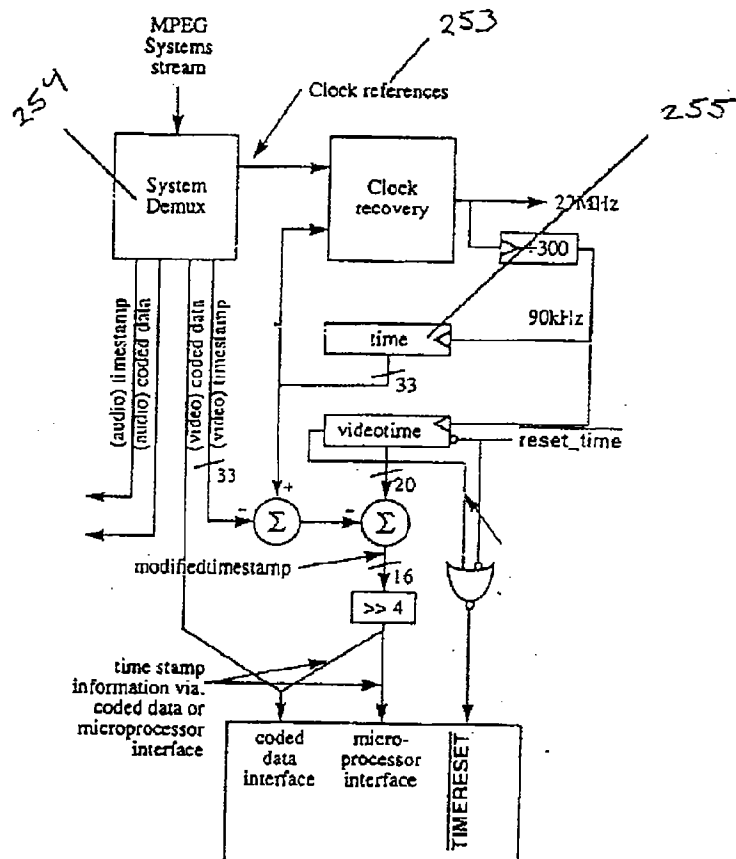 MPEG
Systems
stream
253
Clock references
254
255
System
Demux
Clock
recovery
27MHz
÷300
90kHz
time
33
(audio) timestamp
(audio) coded data
(video) coded data
(video) timestamp
33
videotime
reset_time
20
+
-
Σ
-
Σ
modifiedtimestamp
16
>> 4
time stamp
information via.
coded data or
microprocessor
interface
coded
data
interface
micro-
processor
interface
TIMERESET